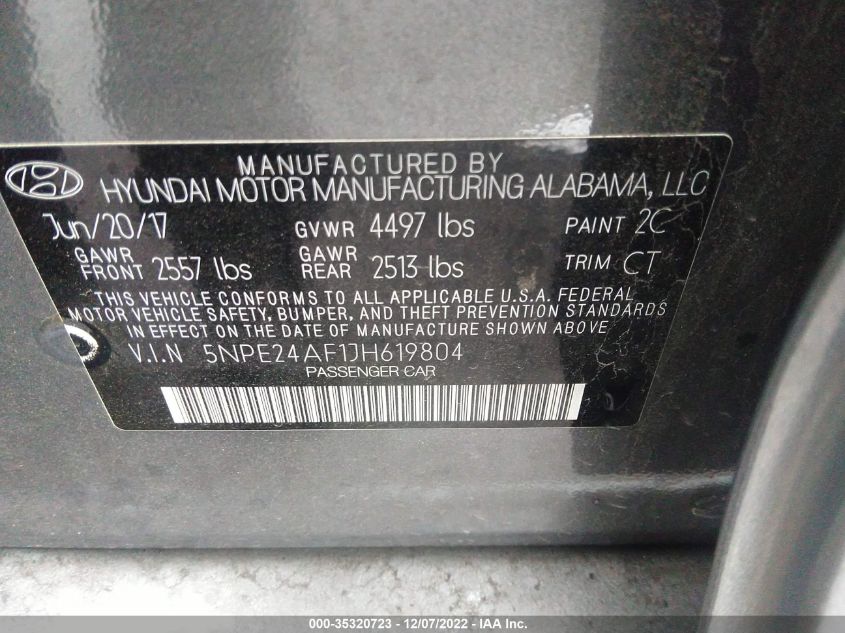 MANUFACTURED BY
HYUNDAI MOTOR MANUFACTURING ALABAMA, LLC
Jun/20/17 GVWR 4497 lbs PAINT 2C
GAWR FRONT 2557 lbs GAWR REAR 2513 lbs TRIM CT
THIS VEHICLE CONFORMS TO ALL APPLICABLE U.S.A. FEDERAL
MOTOR VEHICLE SAFETY, BUMPER, AND THEFT PREVENTION STANDARDS
IN EFFECT ON THE DATE OF MANUFACTURE SHOWN ABOVE
V.I.N 5NPE24AF1JH619804
PASSENGER CAR
000-35320723 - 12/07/2022 - IAA Inc.